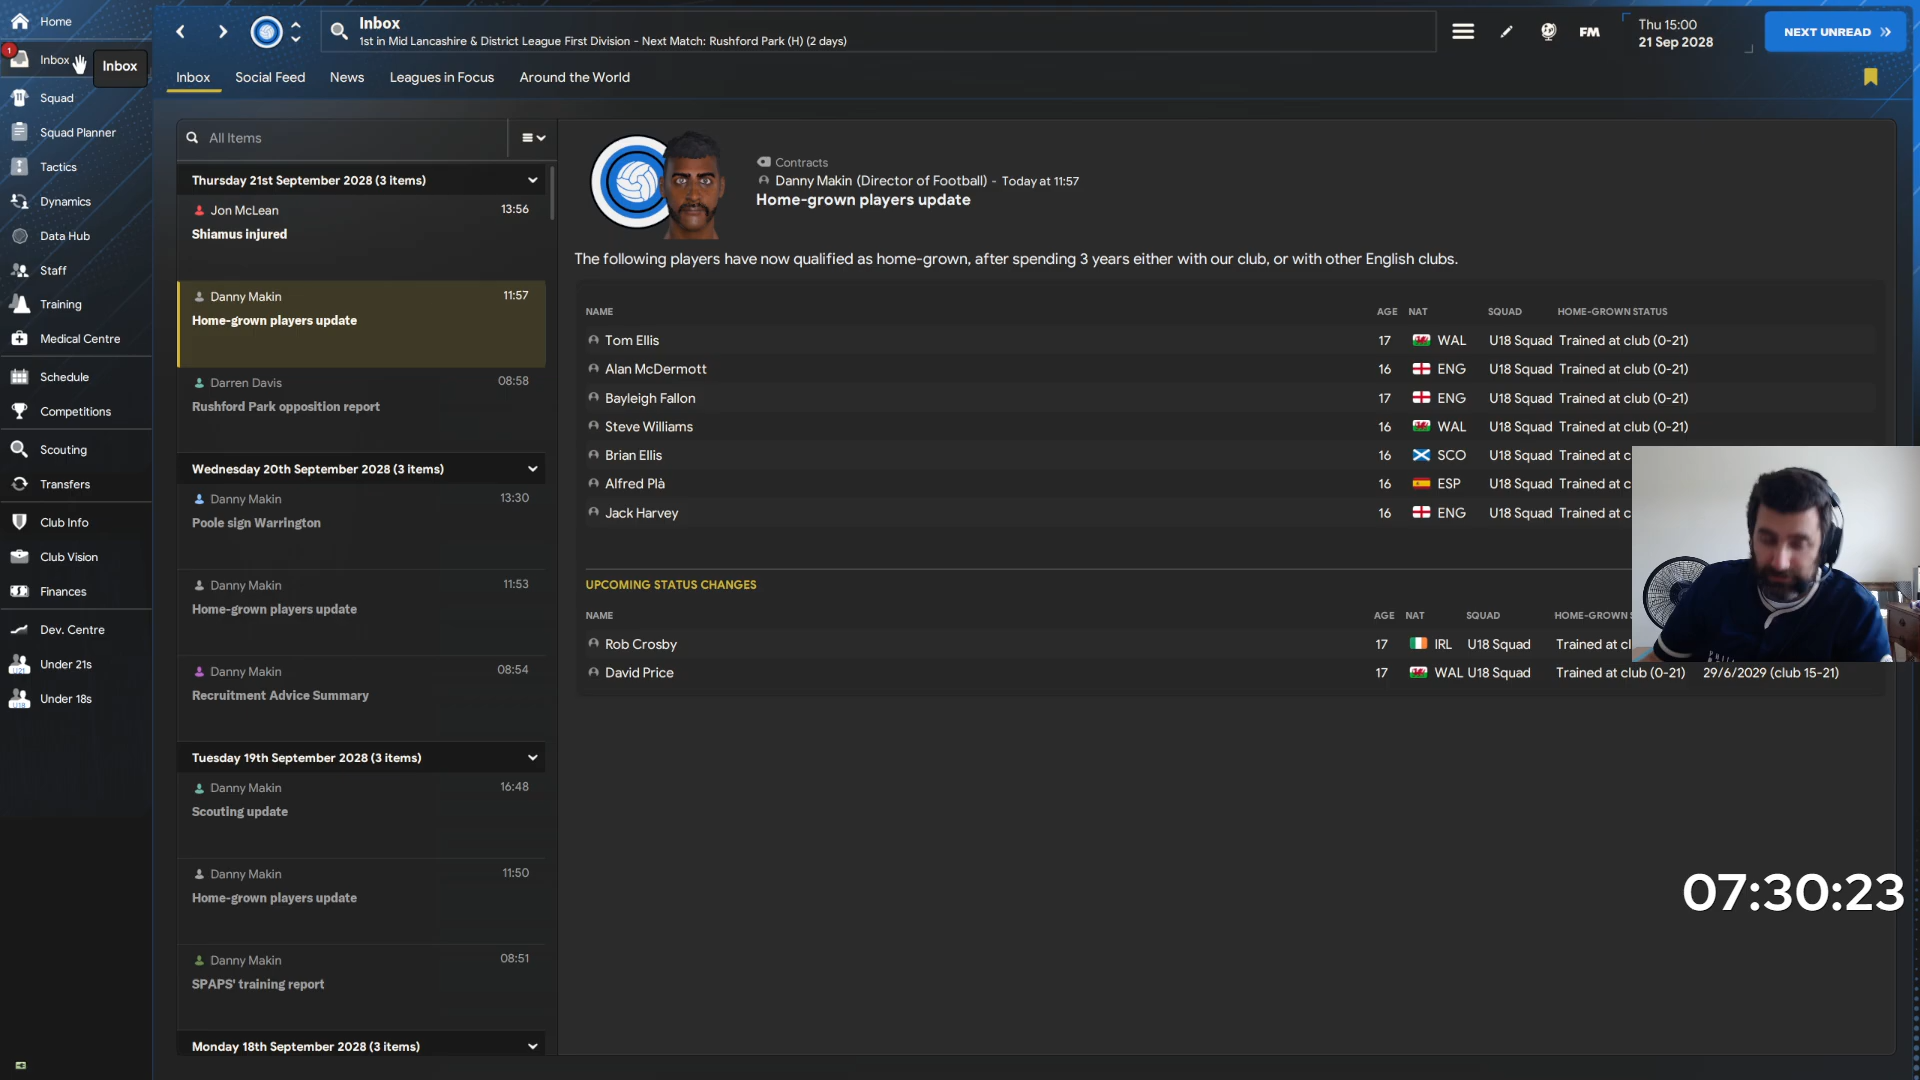 Home
Inbox
1st in Mid Lancashire & District League First Division - Next Match: Rushford Park (H) (2 days)
FM
Thu 15:00
21 Sep 2028
NEXT UNREAD
1
Inbox
Inbox
Squad
Squad Planner
Tactics
Dynamics
Data Hub
Staff
Training
Medical Centre
Schedule
Competitions
Scouting
Transfers
Club Info
Club Vision
Finances
Dev. Centre
Under 21s
U21
Under 18s
U18
Inbox
Social Feed
News
Leagues in Focus
Around the World
All Items
Thursday 21st September 2028 (3 items)
Jon McLean 13:56
Shiamus injured
Danny Makin 11:57
Home-grown players update
Darren Davis 08:58
Rushford Park opposition report
Wednesday 20th September 2028 (3 items)
Danny Makin 13:30
Poole sign Warrington
Danny Makin 11:53
Home-grown players update
Danny Makin 08:54
Recruitment Advice Summary
Tuesday 19th September 2028 (3 items)
Danny Makin 16:48
Scouting update
Danny Makin 11:50
Home-grown players update
Danny Makin 08:51
SPAPS' training report
Monday 18th September 2028 (3 items)
Contracts
Danny Makin (Director of Football) - Today at 11:57
Home-grown players update
The following players have now qualified as home-grown, after spending 3 years either with our club, or with other English clubs.
NAME AGE NAT SQUAD HOME-GROWN STATUS
Tom Ellis 17 WAL U18 Squad Trained at club (0-21)
Alan McDermott 16 ENG U18 Squad Trained at club (0-21)
Bayleigh Fallon 17 ENG U18 Squad Trained at club (0-21)
Steve Williams 16 WAL U18 Squad Trained at club (0-21)
Brian Ellis 16 SCO U18 Squad Trained at c
Alfred Plà 16 ESP U18 Squad Trained at c
Jack Harvey 16 ENG U18 Squad Trained at c
UPCOMING STATUS CHANGES
NAME AGE NAT SQUAD HOME-GROWN
Rob Crosby 17 IRL U18 Squad Trained at cl
David Price 17 WAL U18 Squad Trained at club (0-21) 29/6/2029 (club 15-21)
07:30:23